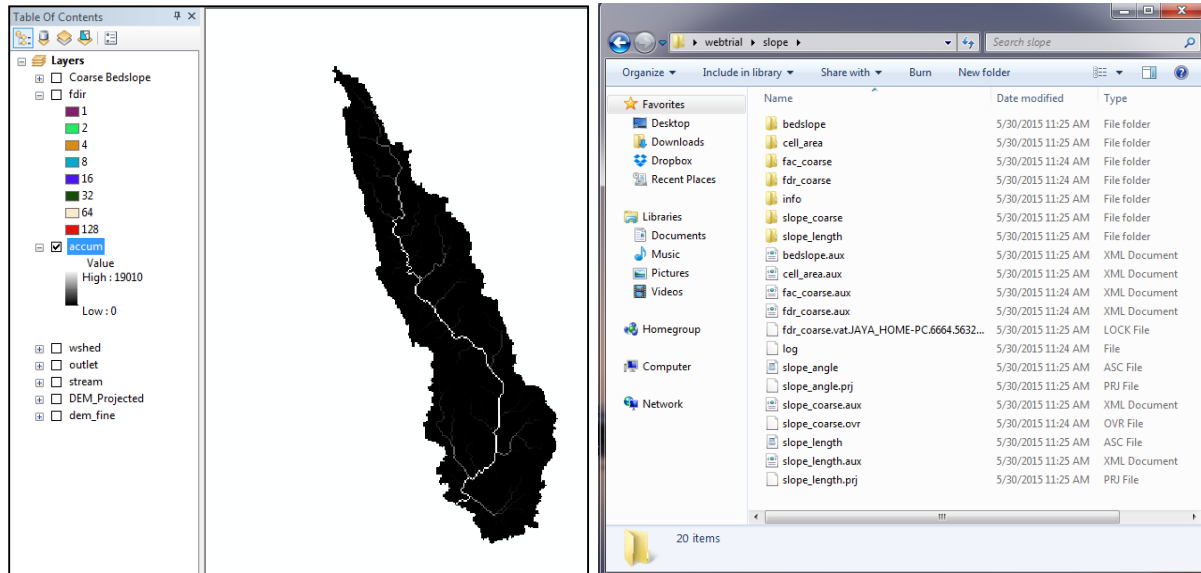 Table Of Contents
Layers
Coarse Bedslope
fdir
1
2
4
8
16
32
64
128
accum
Value
High : 19010
Low : 0
wshed
outlet
stream
DEM_Projected
dem_fine
webtrial slope
Search slope
Organize Include in library Share with Burn New folder
Favorites
Desktop
Downloads
Dropbox
Recent Places
Libraries
Documents
Music
Pictures
Videos
Homegroup
Computer
Network
Name Date modified Type
bedslope 5/30/2015 11:25 AM File folder
cell_area 5/30/2015 11:25 AM File folder
fac_coarse 5/30/2015 11:24 AM File folder
fdr_coarse 5/30/2015 11:24 AM File folder
info 5/30/2015 11:25 AM File folder
slope_coarse 5/30/2015 11:24 AM File folder
slope_length 5/30/2015 11:25 AM File folder
bedslope.aux 5/30/2015 11:25 AM XML Document
cell_area.aux 5/30/2015 11:25 AM XML Document
fac_coarse.aux 5/30/2015 11:24 AM XML Document
fdr_coarse.aux 5/30/2015 11:24 AM XML Document
fdr_coarse.vat.JAYA_HOME-PC.6664.5632... 5/30/2015 11:24 AM LOCK File
log 5/30/2015 11:24 AM File
slope_angle 5/30/2015 11:25 AM ASC File
slope_angle.prj 5/30/2015 11:25 AM PRJ File
slope_coarse.aux 5/30/2015 11:25 AM XML Document
slope_coarse.ovr 5/30/2015 11:24 AM OVR File
slope_length 5/30/2015 11:25 AM ASC File
slope_length.aux 5/30/2015 11:25 AM XML Document
slope_length.prj 5/30/2015 11:25 AM PRJ File
20 items